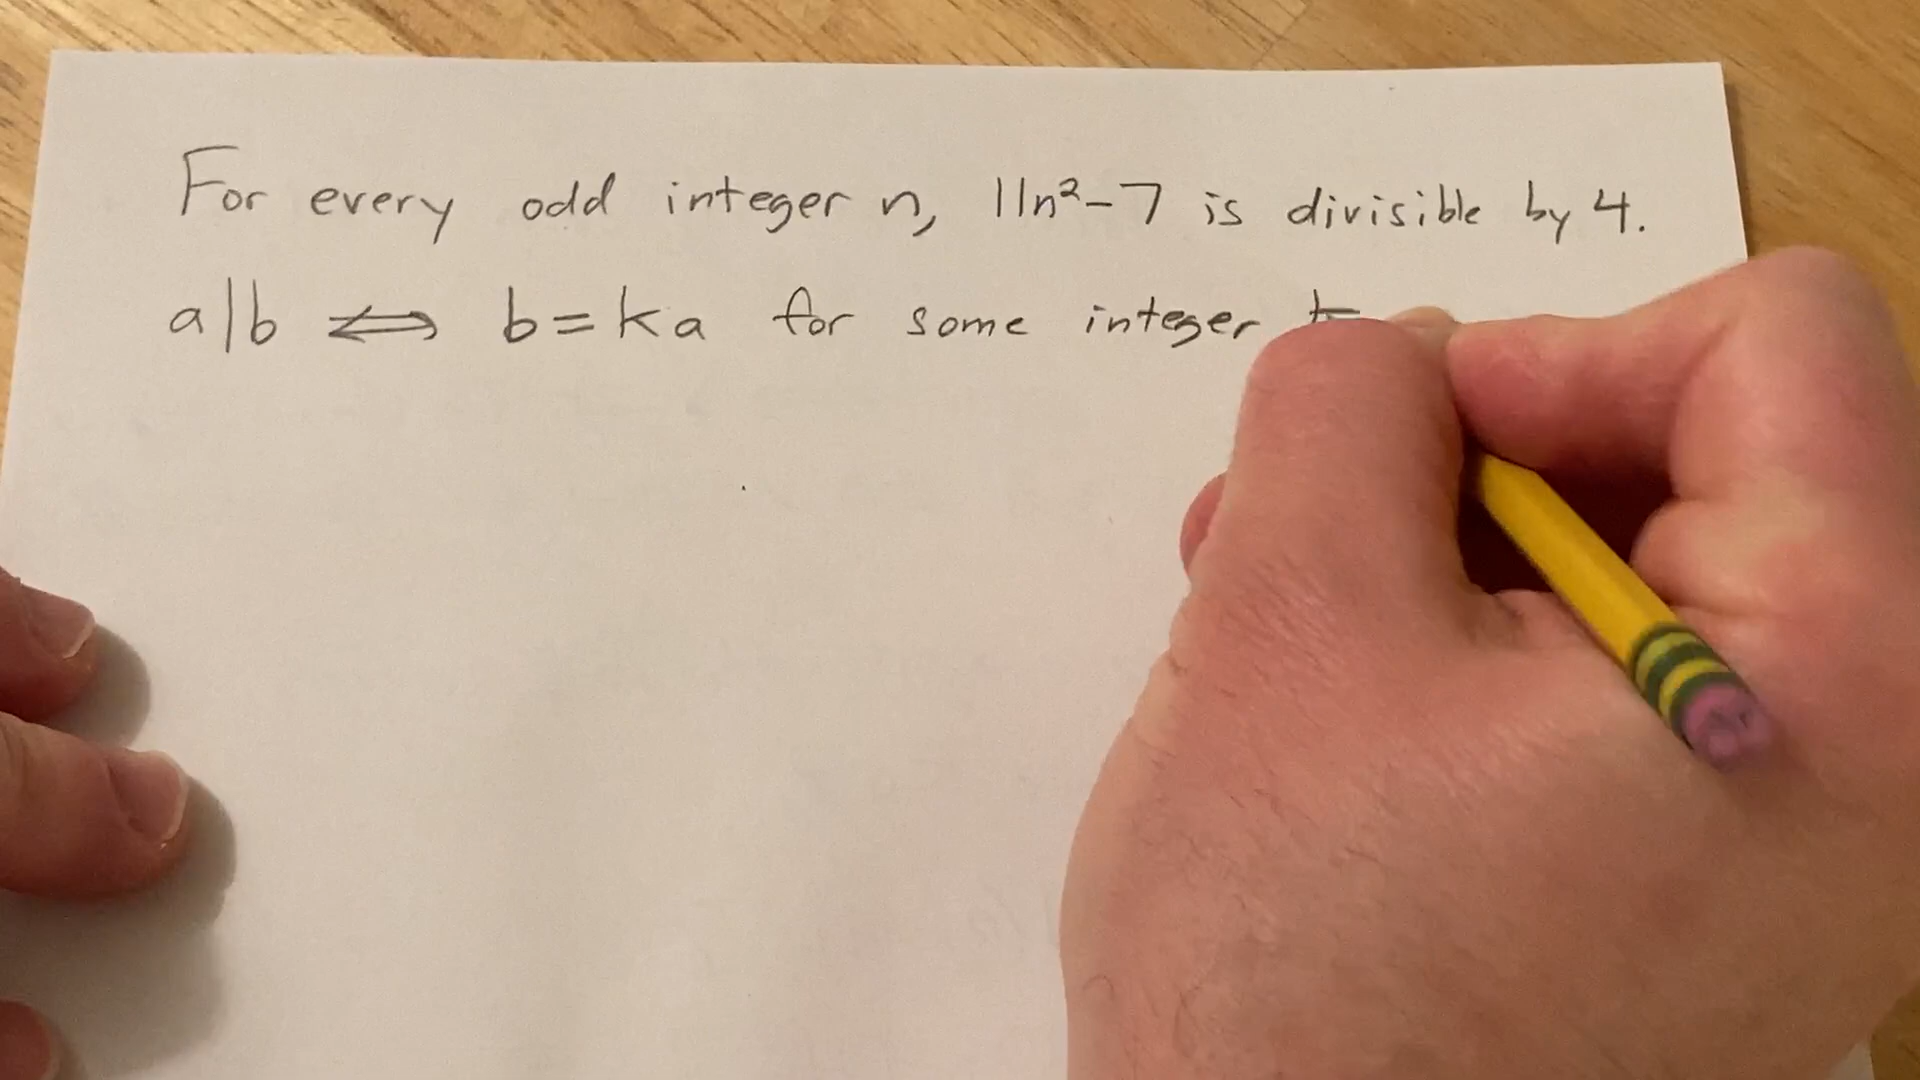 For every odd integer n, 11n²-7 is divisible by 4.
a|b ⟺ b=ka for some integer